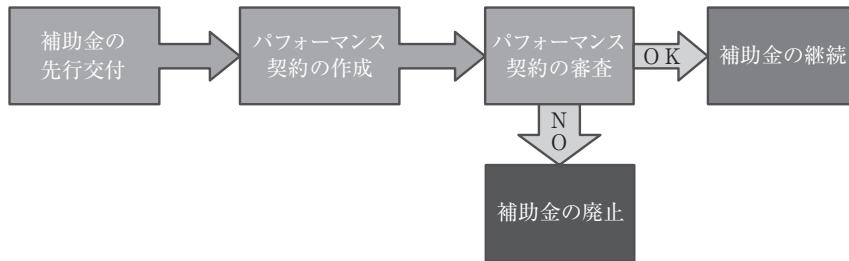 補助金の
先行交付
パフォーマンス
契約の作成
パフォーマンス
契約の審査
OK
補助金の継続
NO
補助金の廃止